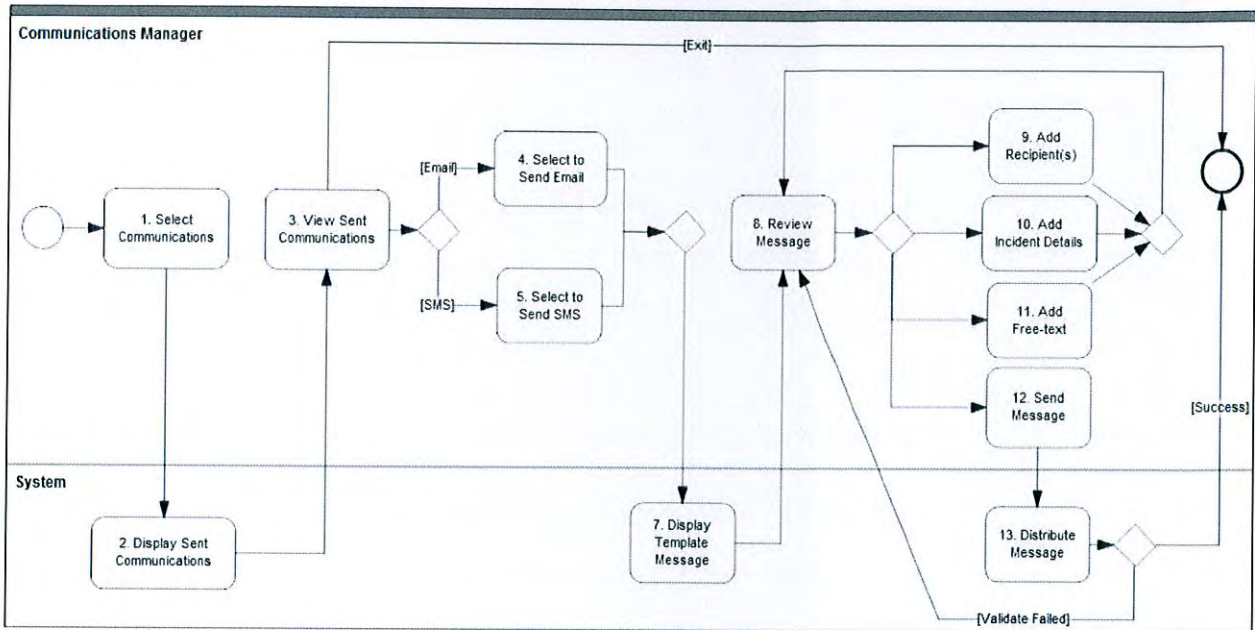 Communications Manager
[Exit]
1. Select
Communications
3. View Sent
Communications
[Email]
4. Select to
Send Email
[SMS]
5. Select to
Send SMS
8. Review
Message
9. Add
Recipient(s)
10. Add
Incident Details
11. Add
Free-text
12. Send
Message
[Success]
System
2. Display Sent
Communications
7. Display
Template
Message
13. Distribute
Message
[Validate Failed]